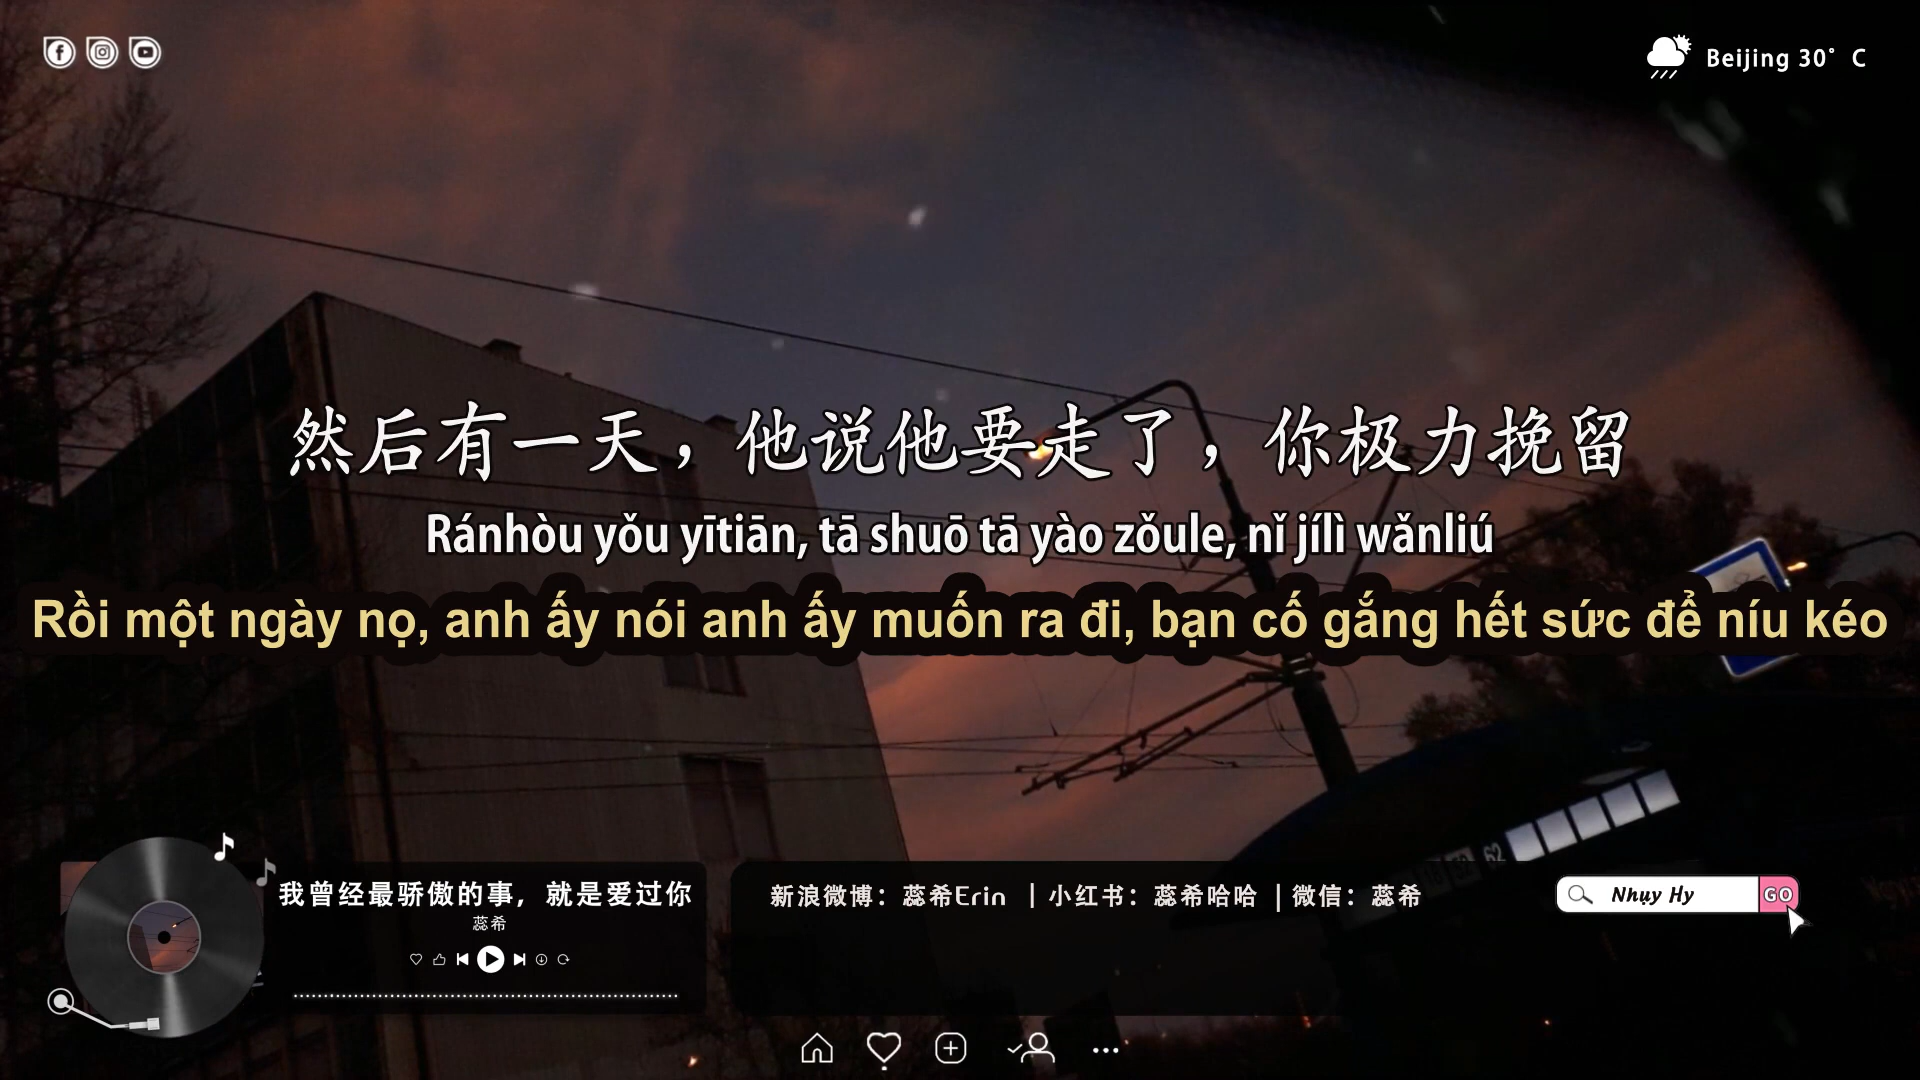 Beijing 30° C
然后有一天，他说他要走了，你极力挽留
Ránhòu yǒu yītiān, tā shuō tā yào zǒule, nǐ jílì wǎnliú
Rồi một ngày nọ, anh ấy nói anh ấy muốn ra đi, bạn cố gắng hết sức để níu kéo
我曾经最骄傲的事，就是爱过你
蕊希
新浪微博：蕊希Erin ｜小红书：蕊希哈哈 ｜微信：蕊希
Nhụy Hy
GO